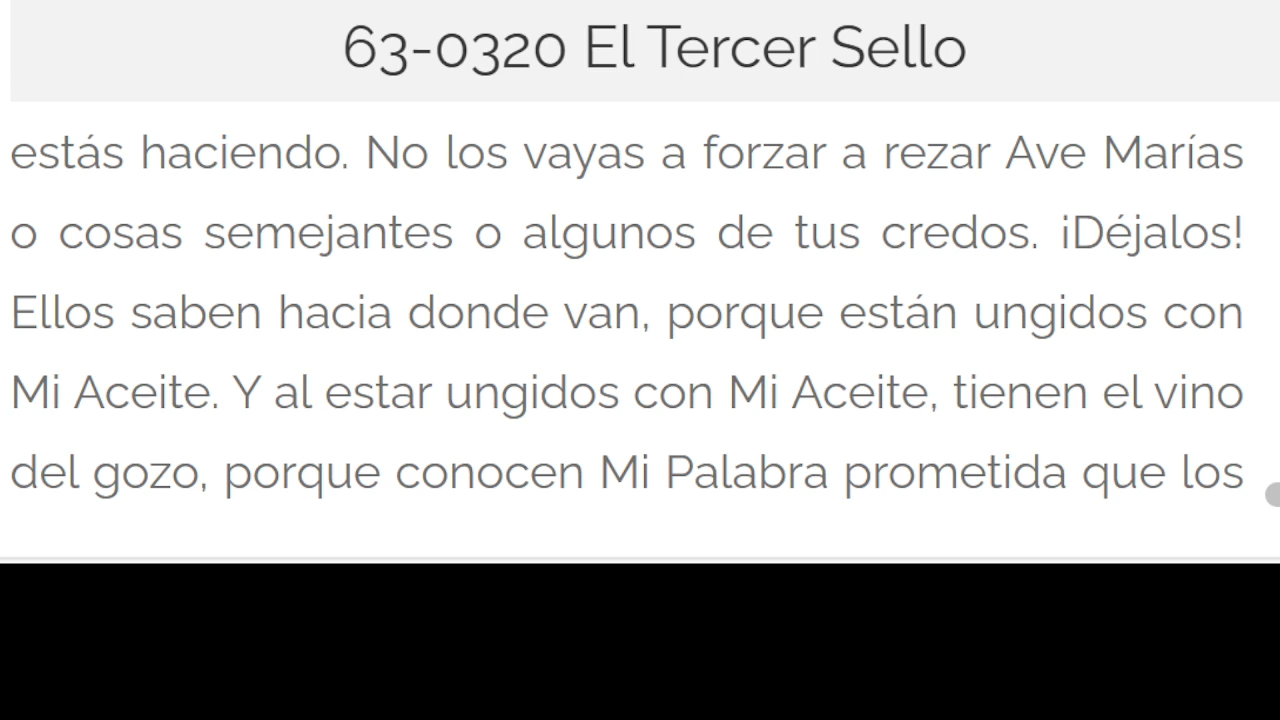 63-0320 El Tercer Sello
estás haciendo. No los vayas a forzar a rezar Ave Marías
o cosas semejantes o algunos de tus credos. ¡Déjalos!
Ellos saben hacia donde van, porque están ungidos con
Mi Aceite. Y al estar ungidos con Mi Aceite, tienen el vino
del gozo, porque conocen Mi Palabra prometida que los